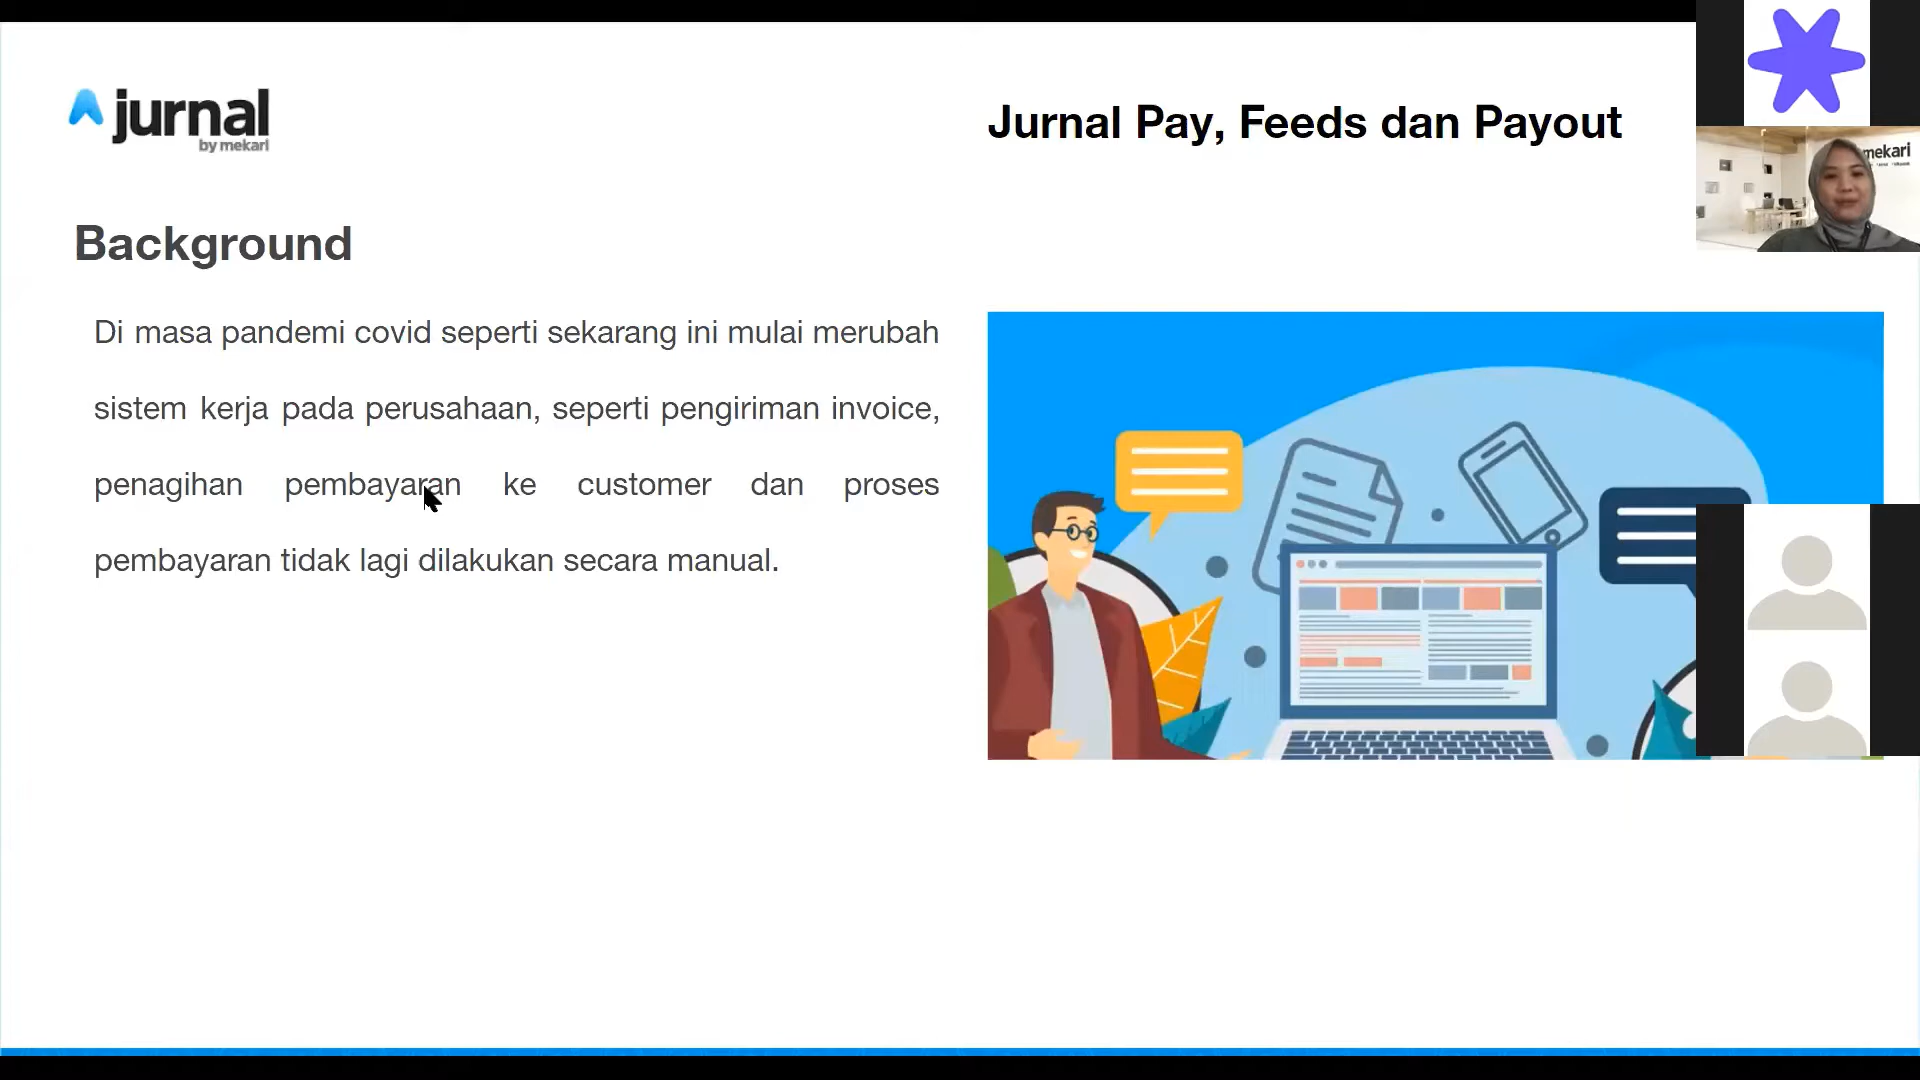 jurnal
by mekari
Jurnal Pay, Feeds dan Payout
mekari
Background
Di masa pandemi covid seperti sekarang ini mulai merubah
sistem kerja pada perusahaan, seperti pengiriman invoice,
penagihan pembayaran ke customer dan proses
pembayaran tidak lagi dilakukan secara manual.